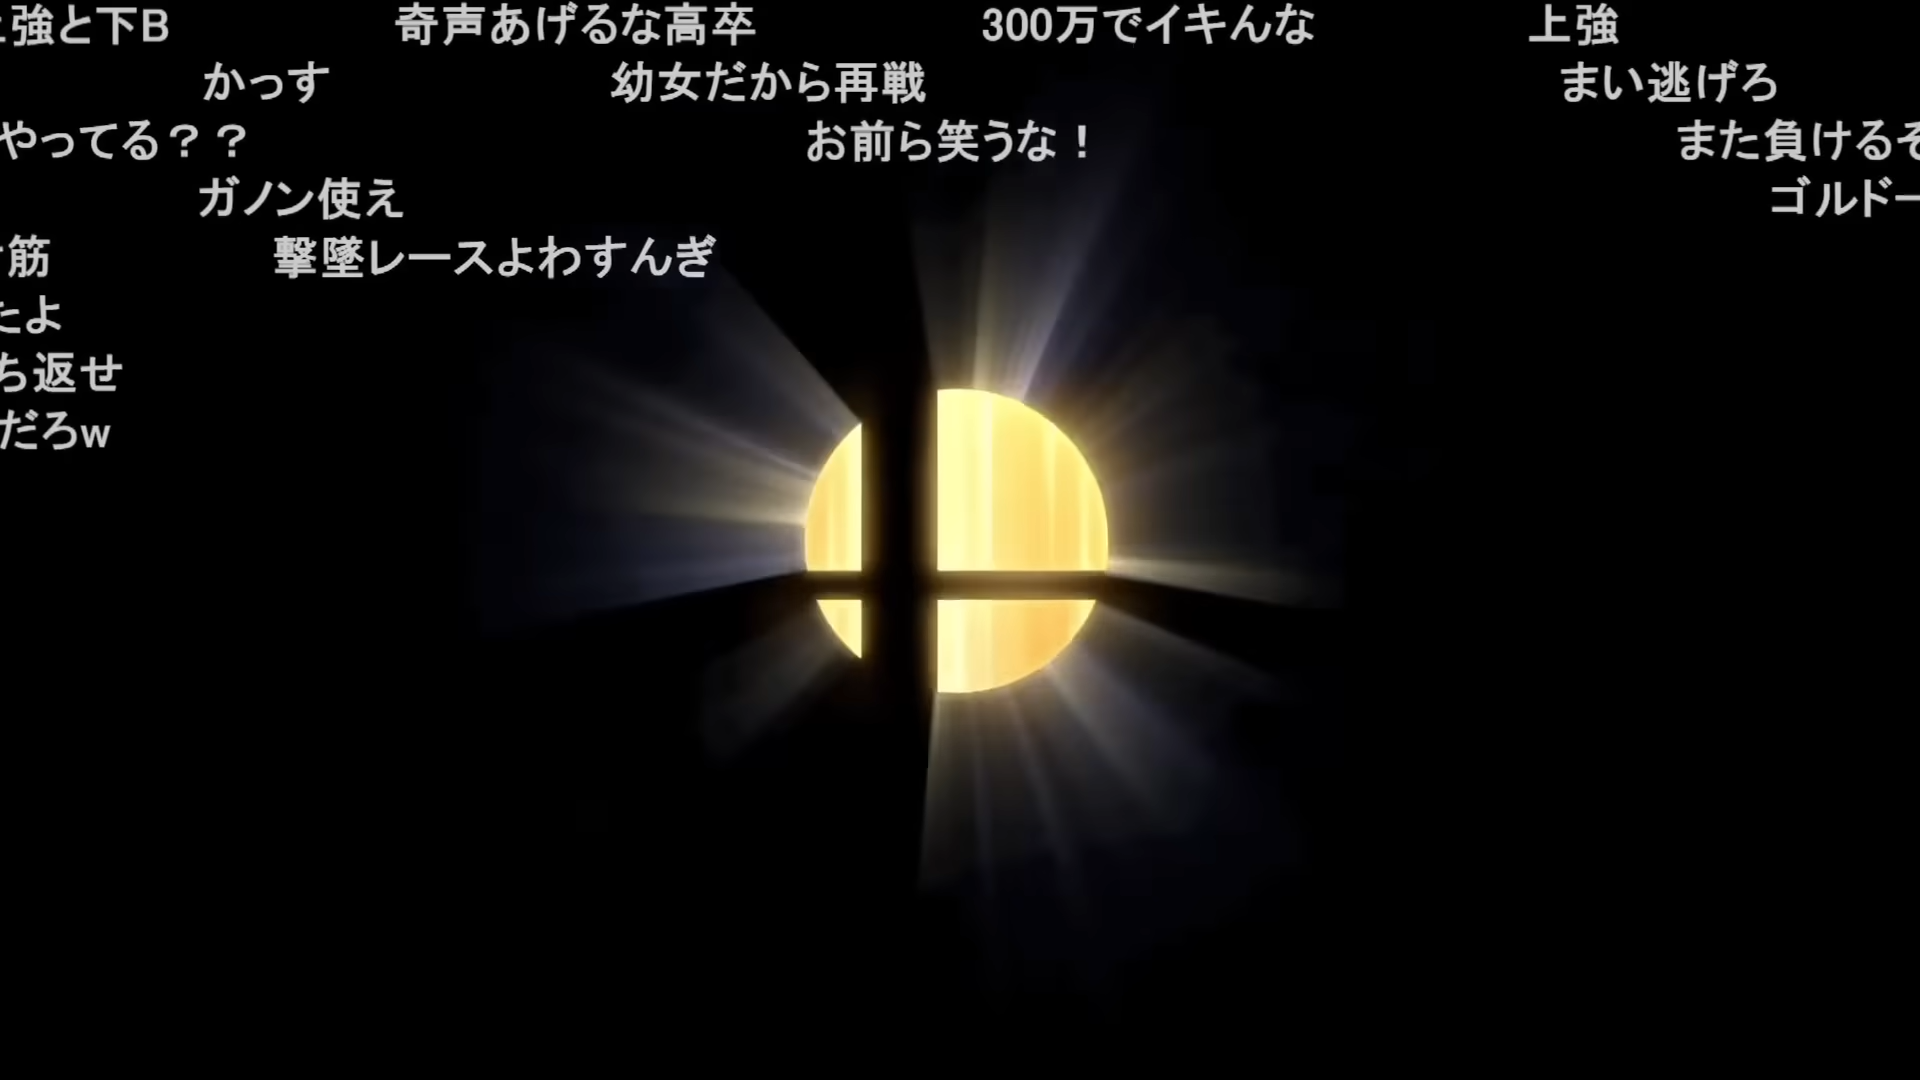 強と下B 奇声あげるな高卒 300万でイキんな 上強
かっす 幼女だから再戦 まい逃げろ
やってる？？ お前ら笑うな！ また負けるぞ
ガノン使え ゴルドー
筋 撃墜レースよわすんぎ
たよ
ち返せ
だろw